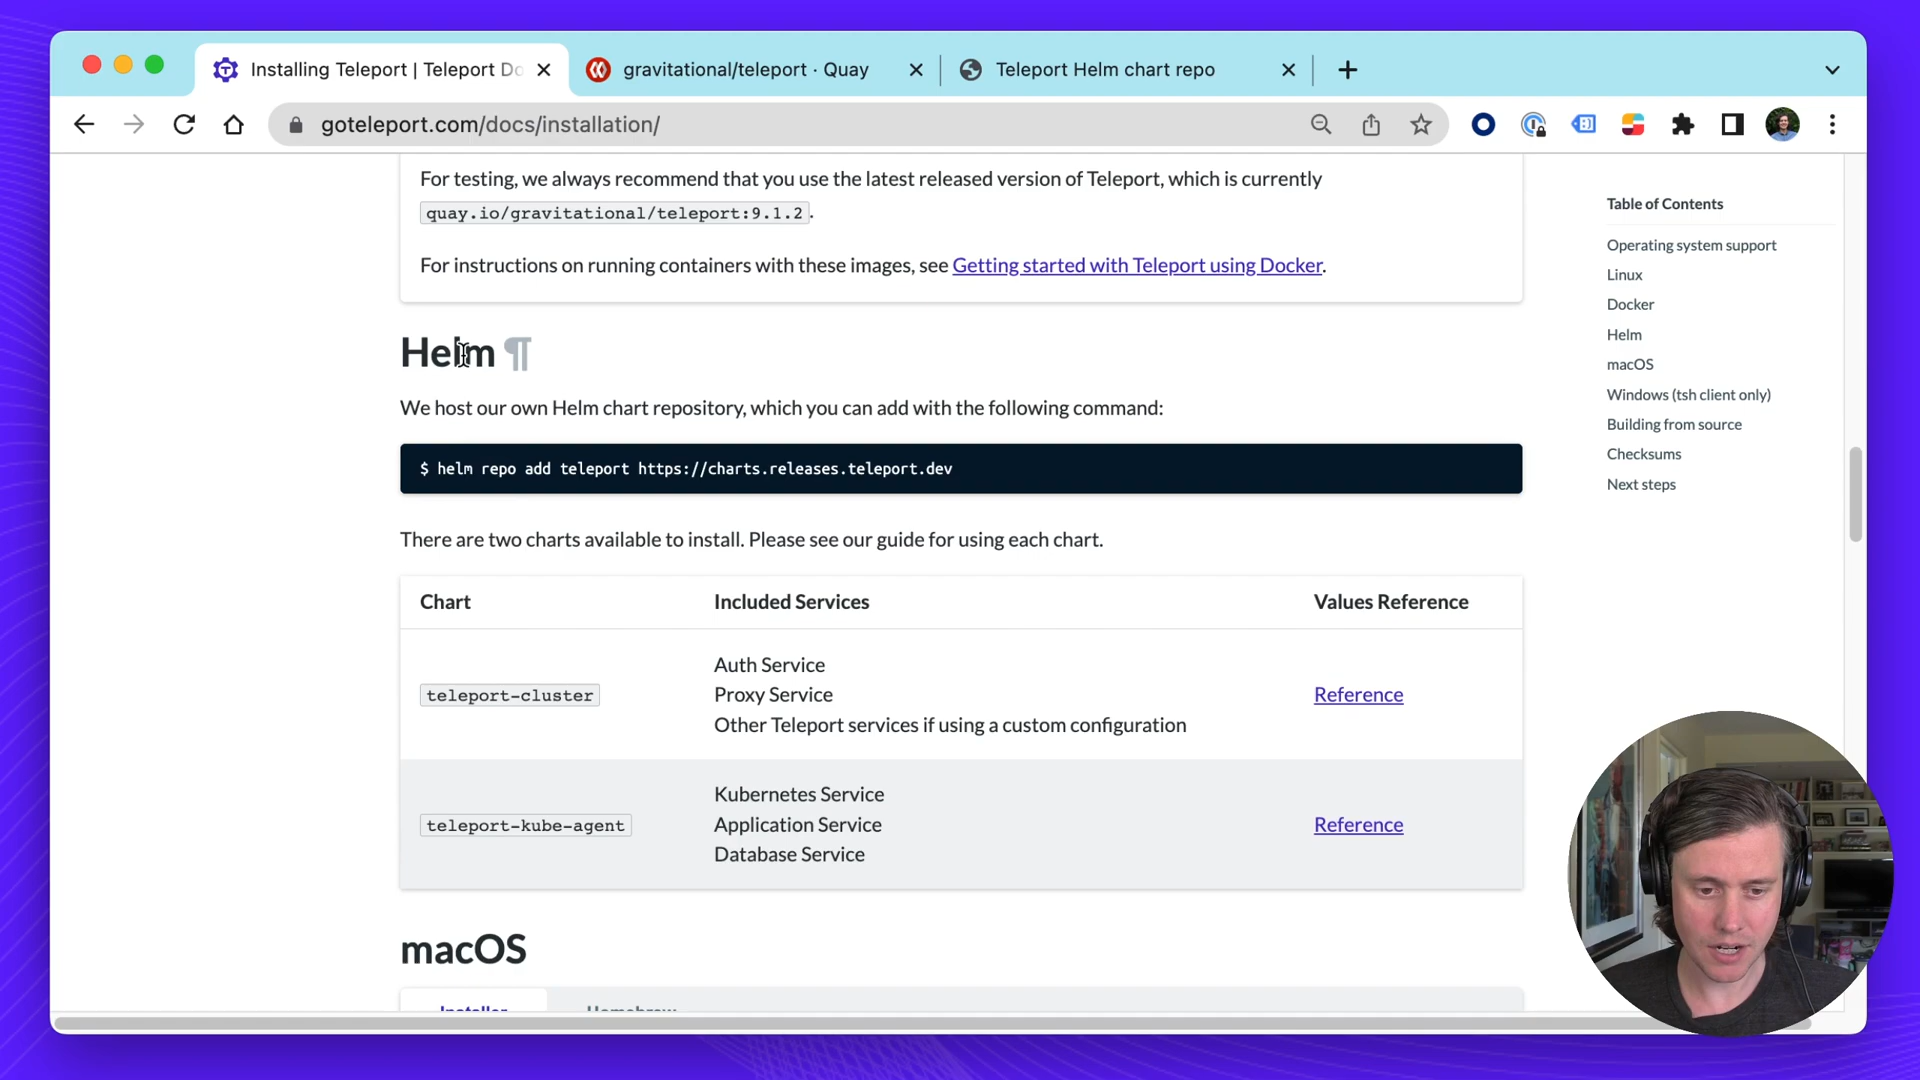 Installing Teleport | Teleport Do
gravitational/teleport · Quay
Teleport Helm chart repo
goteleport.com/docs/installation/
For testing, we always recommend that you use the latest released version of Teleport, which is currently
quay.io/gravitational/teleport:9.1.2.
For instructions on running containers with these images, see Getting started with Teleport using Docker.
Helm ¶
We host our own Helm chart repository, which you can add with the following command:
$ helm repo add teleport https://charts.releases.teleport.dev
There are two charts available to install. Please see our guide for using each chart.
Chart
Included Services
Values Reference
teleport-cluster
Auth Service
Proxy Service
Other Teleport services if using a custom configuration
Reference
teleport-kube-agent
Kubernetes Service
Application Service
Database Service
Reference
macOS
Installer
Homebrew
Table of Contents
Operating system support
Linux
Docker
Helm
macOS
Windows (tsh client only)
Building from source
Checksums
Next steps